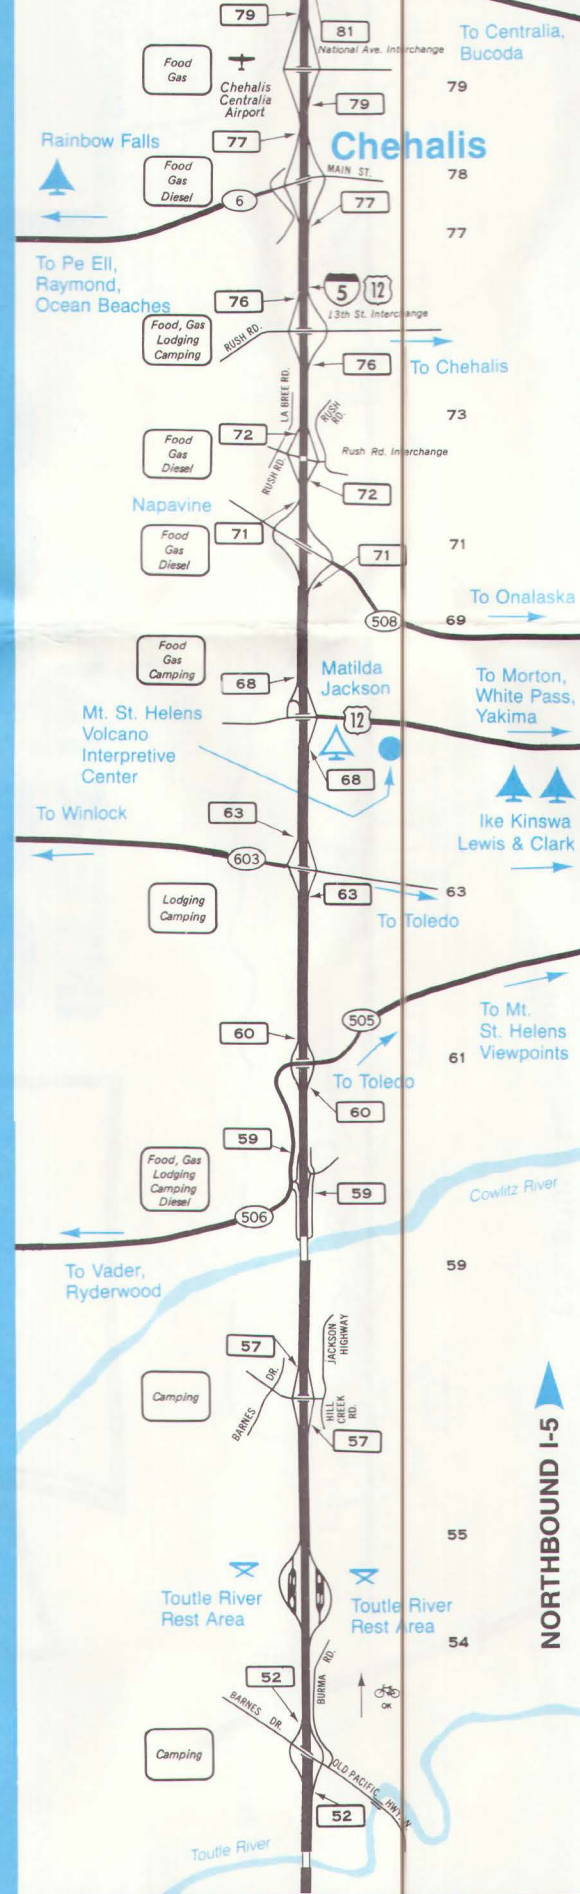 79
81
To Centralia,
Bucoda
National Ave. Interchange
Food
Gas
Chehalis
Centralia
Airport
79
79
Rainbow Falls
77
Chehalis
Food
Gas
Diesel
MAIN ST.
78
6
77
77
To Pe Ell,
Raymond,
Ocean Beaches
5
12
76
13th St. Interchange
Food, Gas
Lodging
Camping
RUSH RD.
76
To Chehalis
LA BREE RD.
RUSH
RD.
73
72
Food
Gas
Diesel
Rush Rd. Interchange
RUSH RD.
72
Napavine
71
Food
Gas
Diesel
71
71
To Onalaska
508
69
Food
Gas
Camping
68
Matilda
Jackson
To Morton,
White Pass,
Yakima
Mt. St. Helens
Volcano
Interpretive
Center
12
68
To Winlock
63
Ike Kinswa
Lewis & Clark
603
63
63
Lodging
Camping
To Toledo
505
60
To Mt.
St. Helens
Viewpoints
61
To Toledo
60
59
Food, Gas
Lodging
Camping
Diesel
59
Cowlitz River
506
59
To Vader,
Ryderwood
JACKSON
HIGHWAY
57
BARNES DR.
Camping
HILL
CREEK
RD.
57
NORTHBOUND I-5
55
Toutle River
Rest Area
Toutle River
Rest Area
54
52
BURMA RD.
OK
BARNES DR.
Camping
OLD PACIFIC HWY. N.
52
Toutle River